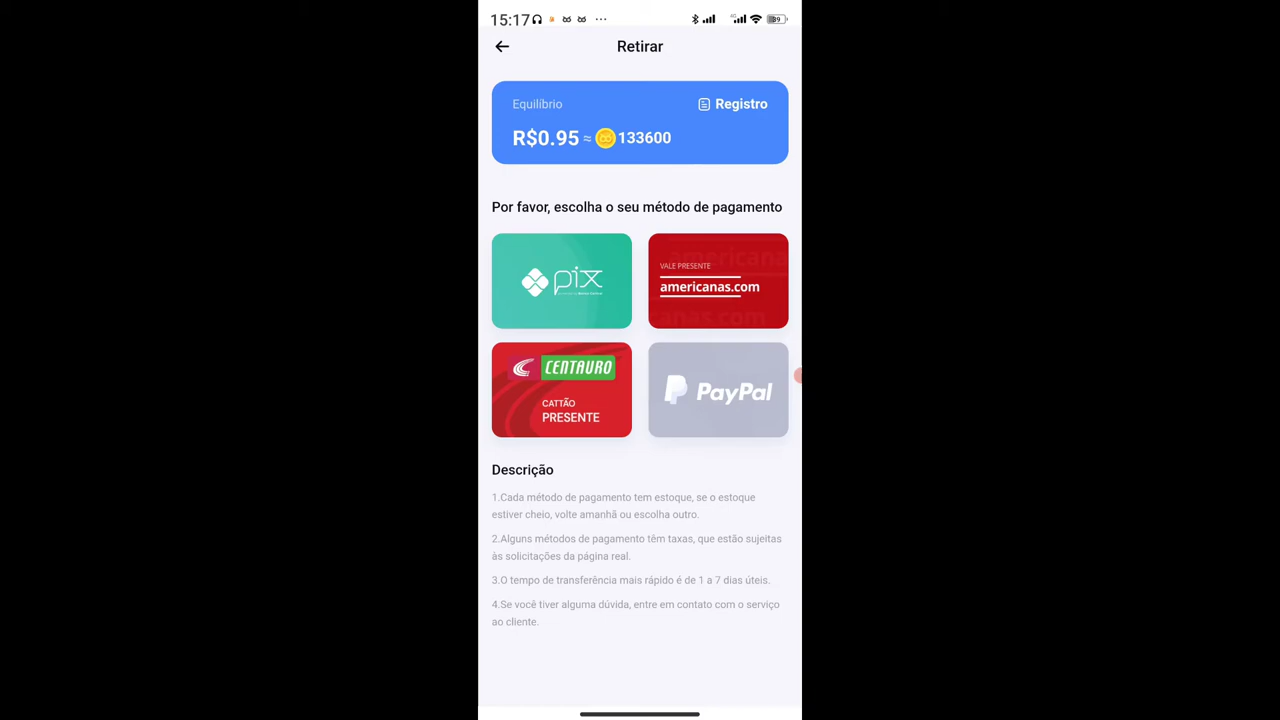 15:17
Retirar
Equilíbrio
Registro
R$0.95 ≈ 133600
Por favor, escolha o seu método de pagamento
pix
VALE PRESENTE
americanas.com
CENTAURO
CATTÃO
PRESENTE
PayPal
Descrição
1.Cada método de pagamento tem estoque, se o estoque
estiver cheio, volte amanhã ou escolha outro.
2.Alguns métodos de pagamento têm taxas, que estão sujeitas
às solicitações da página real.
3.O tempo de transferência mais rápido é de 1 a 7 dias úteis.
4.Se você tiver alguma dúvida, entre em contato com o serviço
ao cliente.